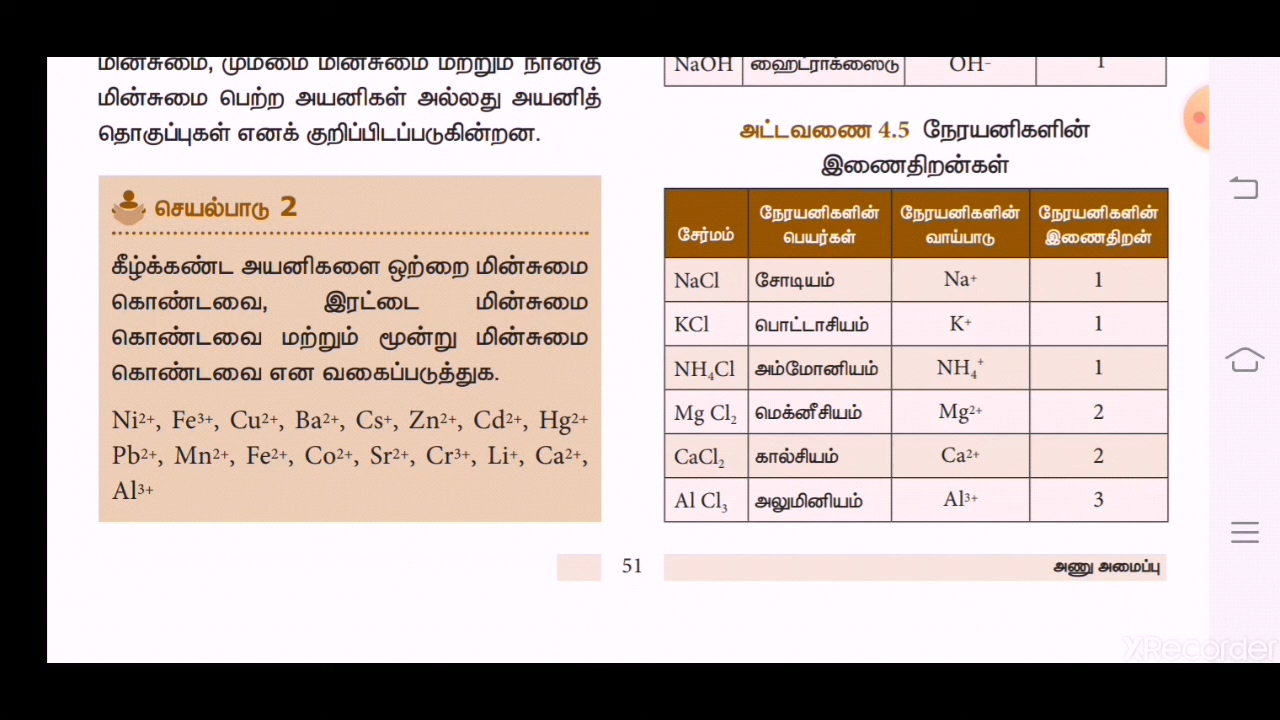 மின்சுமை, மும்மை மின்சுமை மற்றும் நான்கு
மின்சுமை பெற்ற அயனிகள் அல்லது அயனித்
தொகுப்புகள் எனக் குறிப்பிடப்படுகின்றன.
செயல்பாடு 2
கீழ்க்கண்ட அயனிகளை ஒற்றை மின்சுமை
கொண்டவை, இரட்டை மின்சுமை
கொண்டவை மற்றும் மூன்று மின்சுமை
கொண்டவை என வகைப்படுத்துக.
Ni²⁺, Fe³⁺, Cu²⁺, Ba²⁺, Cs⁺, Zn²⁺, Cd²⁺, Hg²⁺
Pb²⁺, Mn²⁺, Fe²⁺, Co²⁺, Sr²⁺, Cr³⁺, Li⁺, Ca²⁺,
Al³⁺
NaOH ஹைட்ராக்ஸைடு OH⁻ 1
அட்டவணை 4.5 நேரயனிகளின்
இணைதிறன்கள்
சேர்மம் நேரயனிகளின் பெயர்கள் நேரயனிகளின் வாய்பாடு நேரயனிகளின் இணைதிறன்
NaCl சோடியம் Na⁺ 1
KCl பொட்டாசியம் K⁺ 1
NH₄Cl அம்மோனியம் NH₄⁺ 1
Mg Cl₂ மெக்னீசியம் Mg²⁺ 2
CaCl₂ கால்சியம் Ca²⁺ 2
Al Cl₃ அலுமினியம் Al³⁺ 3
51
அணு அமைப்பு
XRecorder